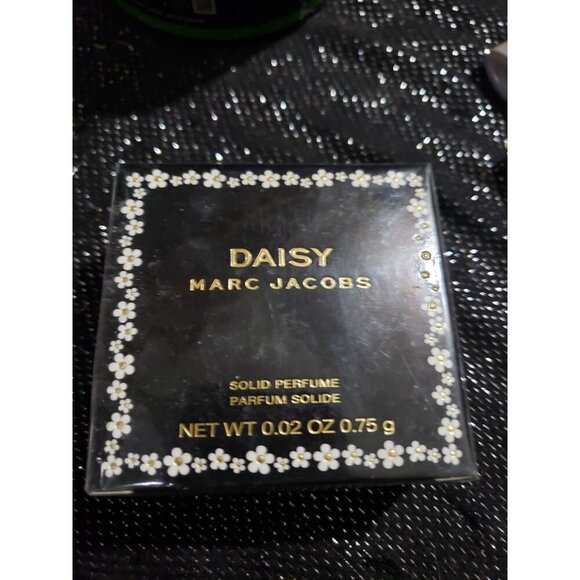 DAISY
MARC JACOBS
SOLID PERFUME
PARFUM SOLIDE
NET WT 0.02 OZ 0.75 g